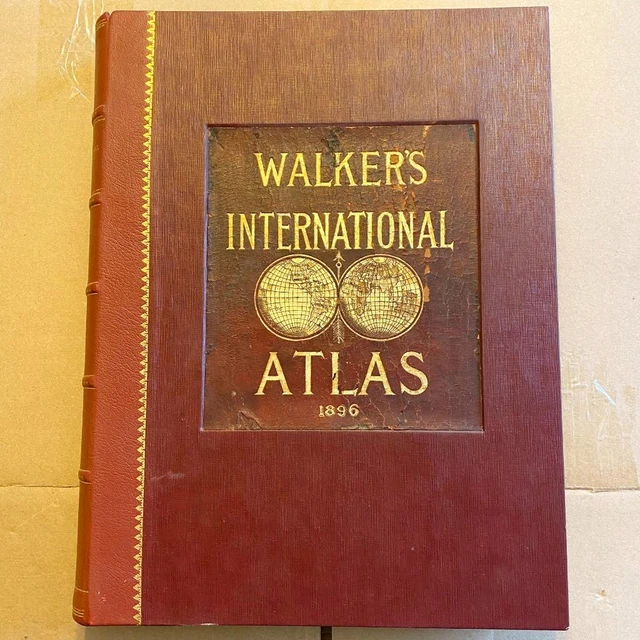 WALKER'S
INTERNATIONAL
ATLAS
1896